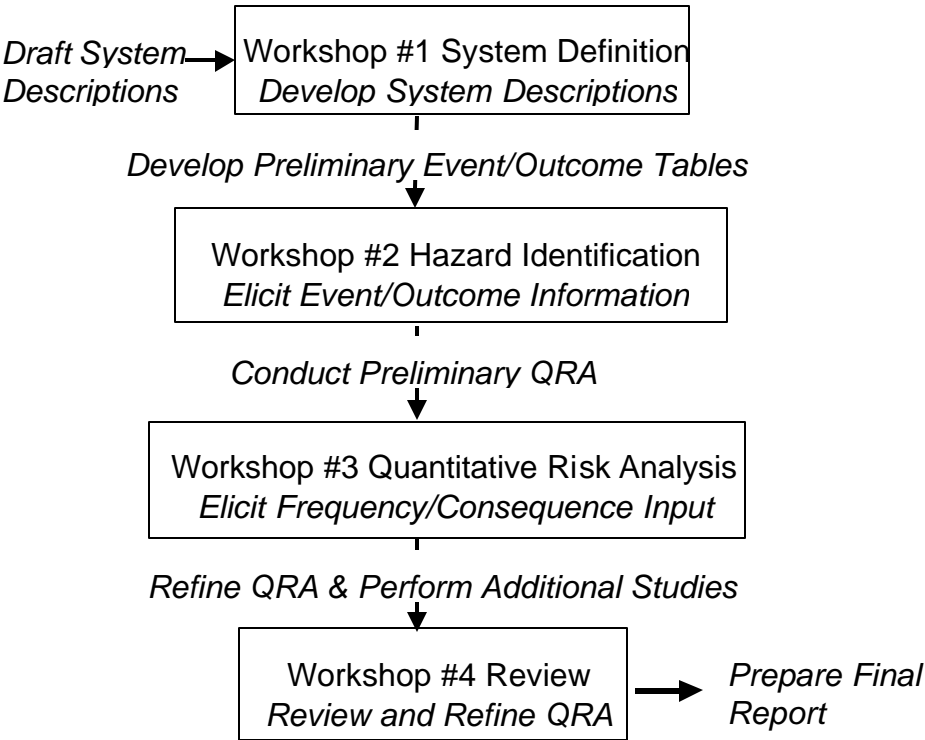 Draft System
Descriptions
Workshop #1 System Definition
Develop System Descriptions
Develop Preliminary Event/Outcome Tables
Workshop #2 Hazard Identification
Elicit Event/Outcome Information
Conduct Preliminary QRA
Workshop #3 Quantitative Risk Analysis
Elicit Frequency/Consequence Input
Refine QRA & Perform Additional Studies
Workshop #4 Review
Review and Refine QRA
Prepare Final
Report